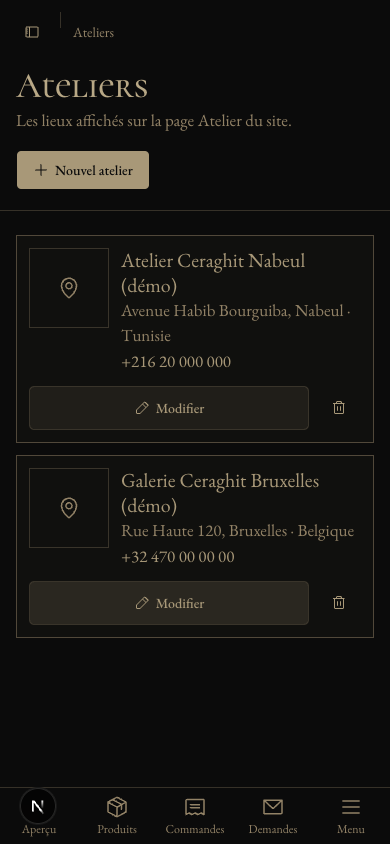 Ateliers
Ateliers
Les lieux affichés sur la page Atelier du site.
Nouvel atelier
Atelier Ceraghit Nabeul
(démo)
Avenue Habib Bourguiba, Nabeul ·
Tunisie
+216 20 000 000
Modifier
Galerie Ceraghit Bruxelles
(démo)
Rue Haute 120, Bruxelles · Belgique
+32 470 00 00 00
Modifier
N
Aperçu Produits Commandes Demandes Menu